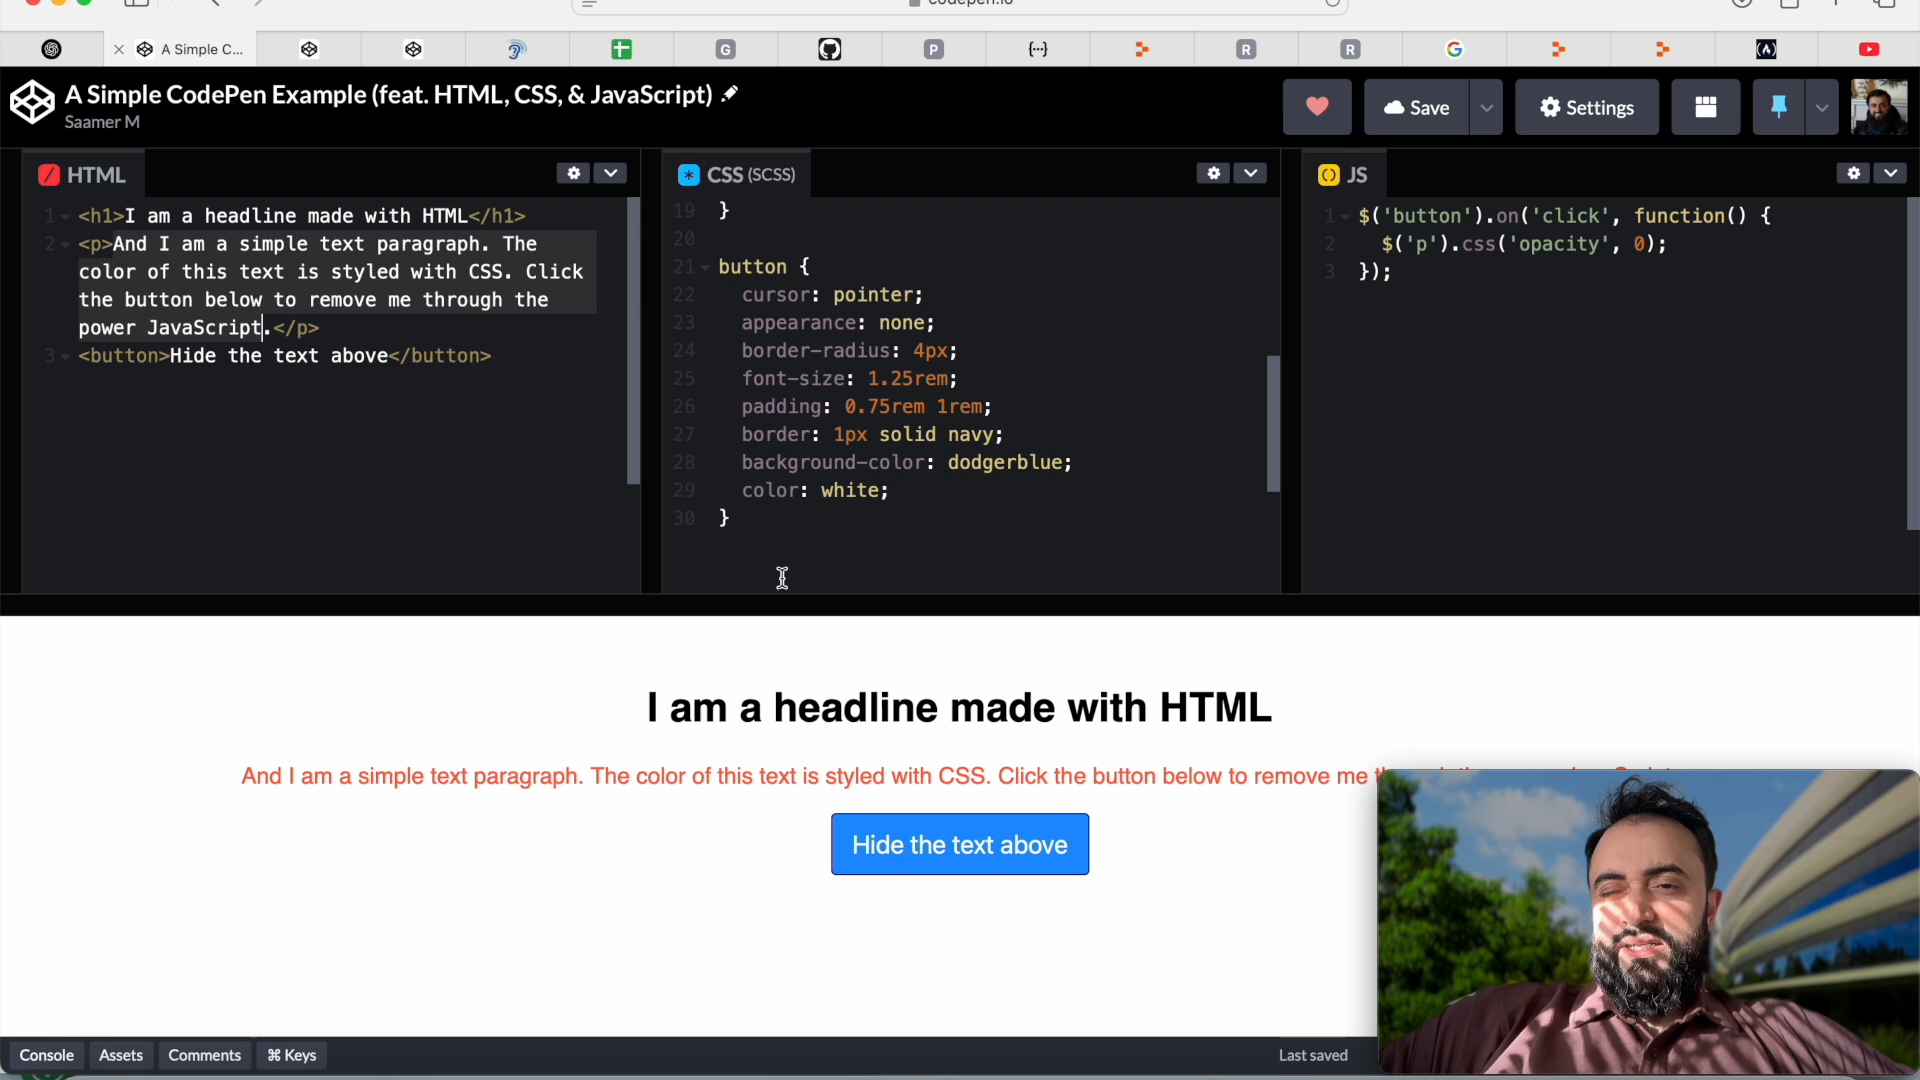 codepen.io
A Simple C...
A Simple CodePen Example (feat. HTML, CSS, & JavaScript)
Saamer M
Save
Settings
HTML
1 <h1>I am a headline made with HTML</h1>
2 <p>And I am a simple text paragraph. The
color of this text is styled with CSS. Click
the button below to remove me through the
power JavaScript.</p>
3 <button>Hide the text above</button>
CSS (SCSS)
19 }
20
21 button {
22 cursor: pointer;
23 appearance: none;
24 border-radius: 4px;
25 font-size: 1.25rem;
26 padding: 0.75rem 1rem;
27 border: 1px solid navy;
28 background-color: dodgerblue;
29 color: white;
30 }
JS
1 $('button').on('click', function() {
2 $('p').css('opacity', 0);
3 });
I am a headline made with HTML
And I am a simple text paragraph. The color of this text is styled with CSS. Click the button below to remove me
Hide the text above
Console
Assets
Comments
⌘ Keys
Last saved